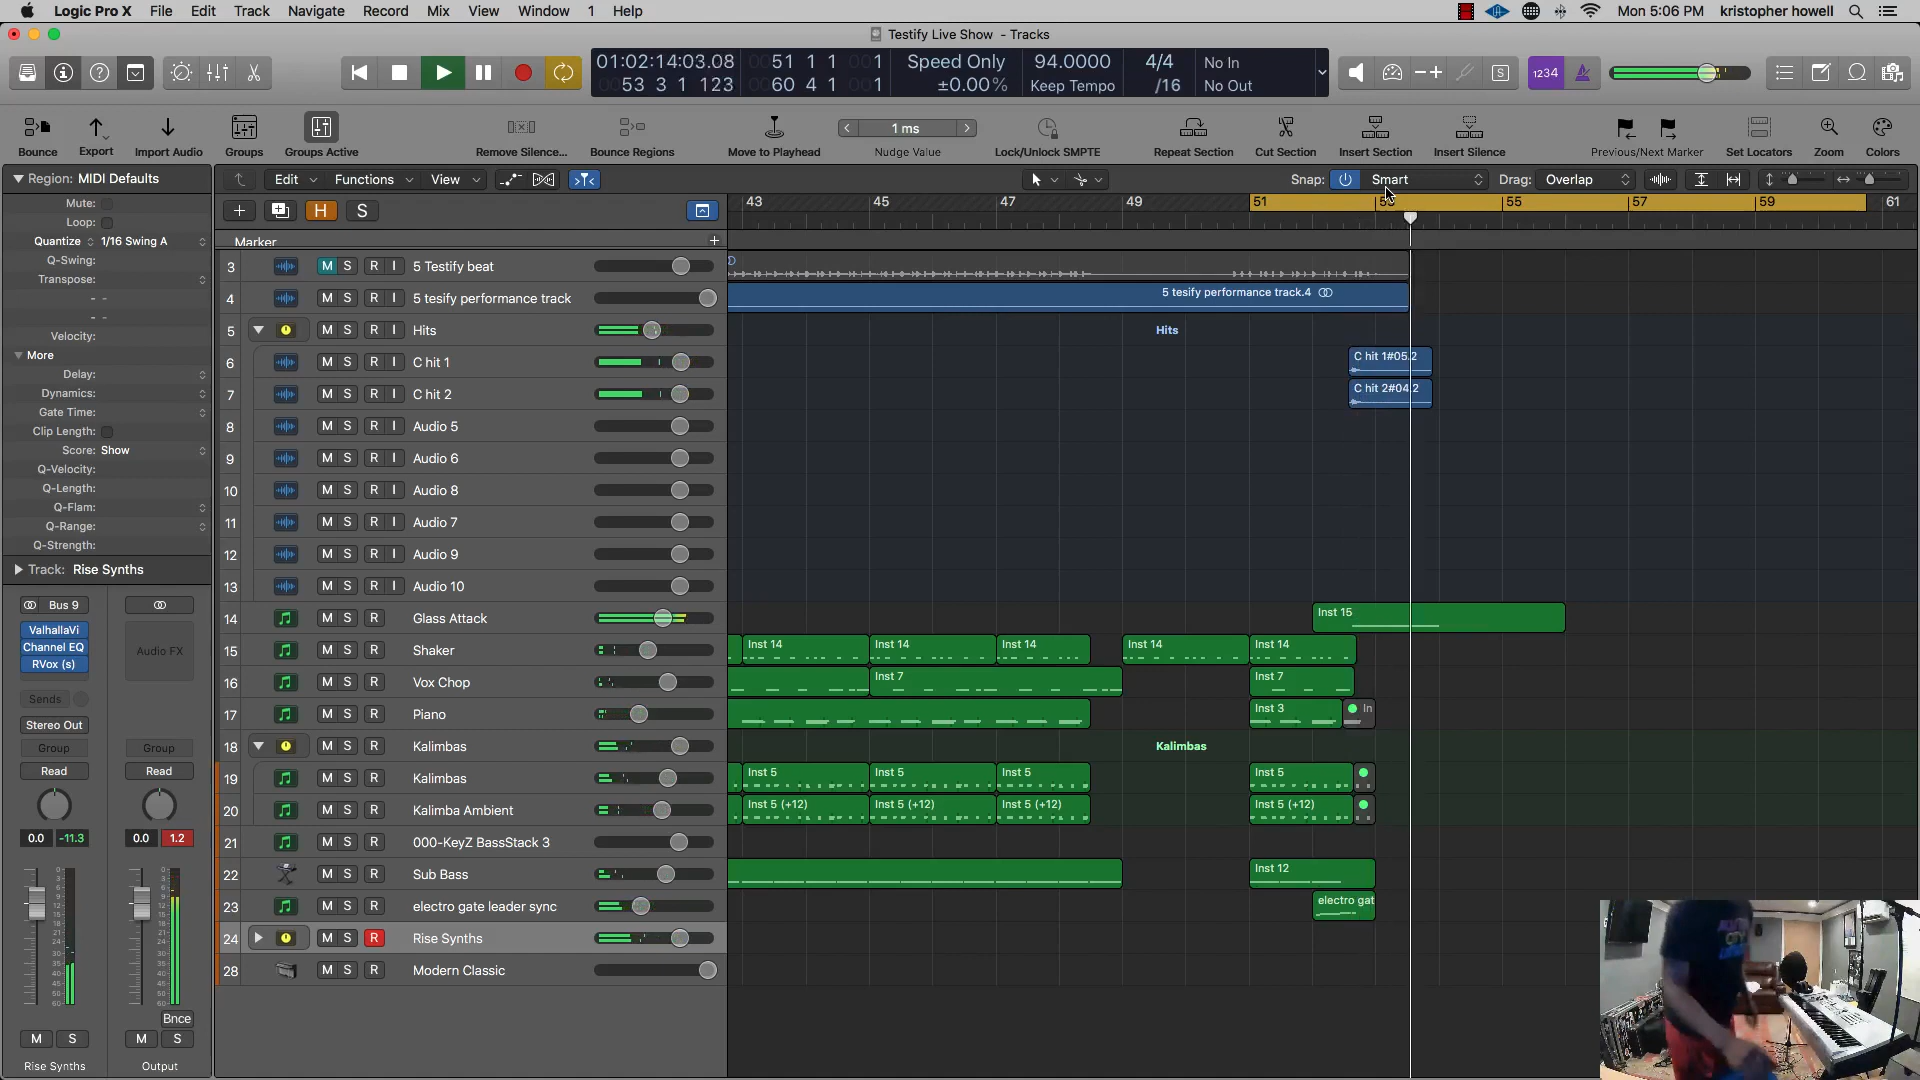 Logic Pro X File Edit Track Navigate Record Mix View Window 1 Help Mon 5:06 PM kristopher howell
Testify Live Show - Tracks
01:02:14:03.08 0051 1 1 001 Speed Only 94.0000 4/4 No In
0053 3 1 123 0060 4 1 001 ±0.00% Keep Tempo /16 No Out
1234
S
Bounce Export Import Audio Groups Groups Active Remove Silence... Bounce Regions Move to Playhead 1 ms Nudge Value Lock/Unlock SMPTE Repeat Section Cut Section Insert Section Insert Silence Previous/Next Marker Set Locators Zoom Colors
Region: MIDI Defaults Edit Functions View Snap: Smart Drag: Overlap
Mute:
Loop:
Quantize 1/16 Swing A
Q-Swing:
Transpose:
Velocity:
More
Delay:
Dynamics:
Gate Time:
Clip Length:
Score: Show
Q-Velocity:
Q-Length:
Q-Flam:
Q-Range:
Q-Strength:
Track: Rise Synths
Bus 9
ValhallaVi
Channel EQ
RVox (s)
Audio FX
Sends
Stereo Out
Group Group
Read Read
0.0 -11.3 0.0 1.2
Bnce
M S M S
Rise Synths Output
H S 43 45 47 49 51 55 57 59 61
Marker
3 M S R I 5 Testify beat
4 M S R I 5 tesify performance track 5 tesify performance track.4
5 M S R I Hits Hits
6 M S R I C hit 1 C hit 1#05.2
7 M S R I C hit 2 C hit 2#04.2
8 M S R I Audio 5
9 M S R I Audio 6
10 M S R I Audio 8
11 M S R I Audio 7
12 M S R I Audio 9
13 M S R I Audio 10
14 M S R Glass Attack Inst 15
15 M S R Shaker Inst 14 Inst 14 Inst 14 Inst 14 Inst 14
16 M S R Vox Chop Inst 7 Inst 7
17 M S R Piano Inst 3 In
18 M S R Kalimbas Kalimbas
19 M S R Kalimbas Inst 5 Inst 5 Inst 5 Inst 5
20 M S R Kalimba Ambient Inst 5 (+12) Inst 5 (+12) Inst 5 (+12) Inst 5 (+12)
21 M S R 000-KeyZ BassStack 3
22 M S R Sub Bass Inst 12
23 M S R electro gate leader sync electro gat
24 M S R Rise Synths
28 M S R Modern Classic